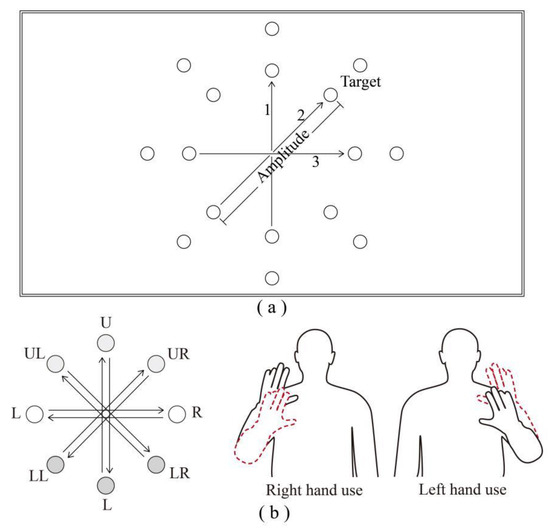 Target
1
2
Amplitude
3
( a )
U
UL
UR
L
R
LL
LR
L
Right hand use
Left hand use
( b )